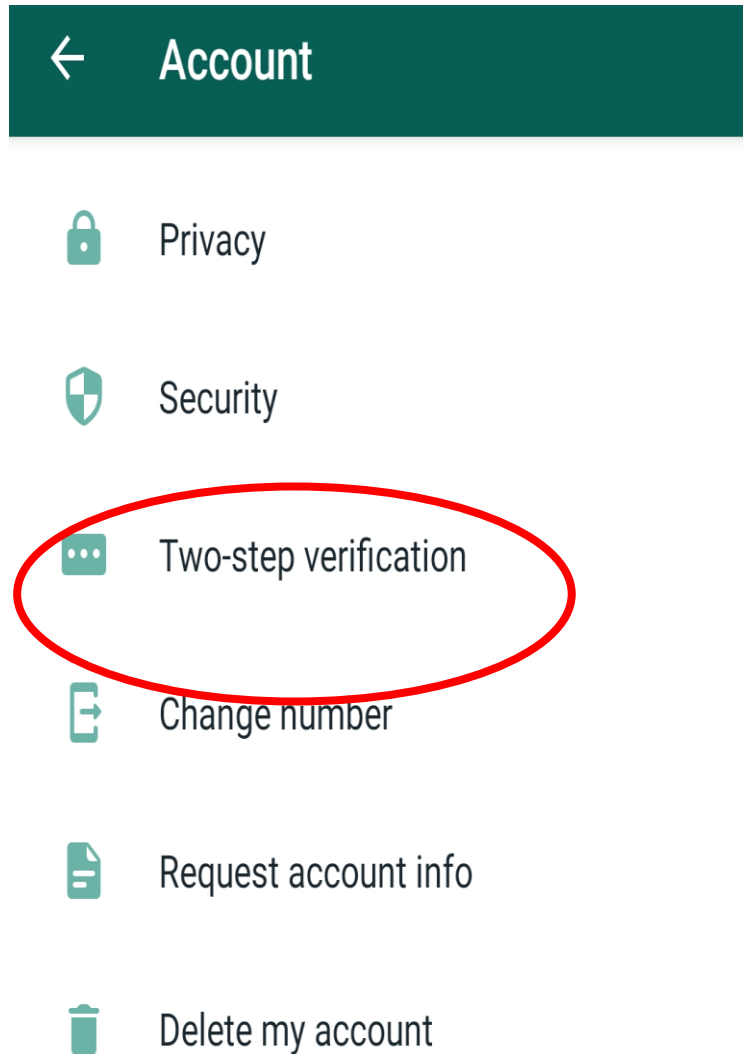 Account
Privacy
Security
Two-step verification
Change number
Request account info
Delete my account